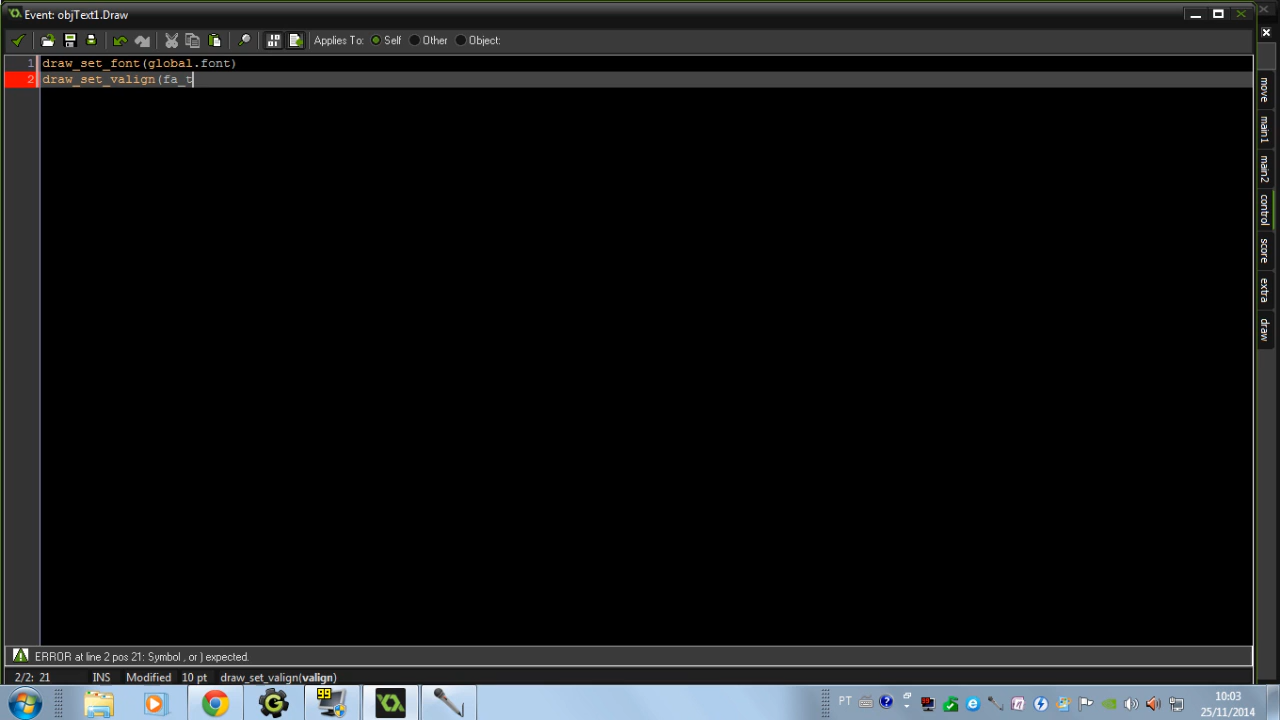 Event: objText1.Draw
Applies To: Self Other Object:
1 draw_set_font(global.font)
2 draw_set_valign(fa_t
move
main1
main2
control
score
extra
draw
ERROR at line 2 pos 21: Symbol , or ) expected.
2/2: 21 INS Modified 10 pt draw_set_valign(valign)
99
PT
10:03
25/11/2014